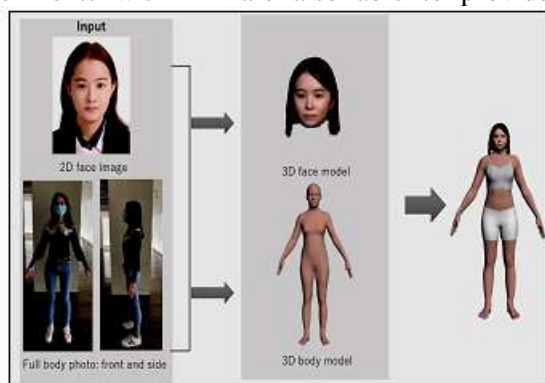 Input
2D face image
3D face model
Full body photo: front and side
3D body model